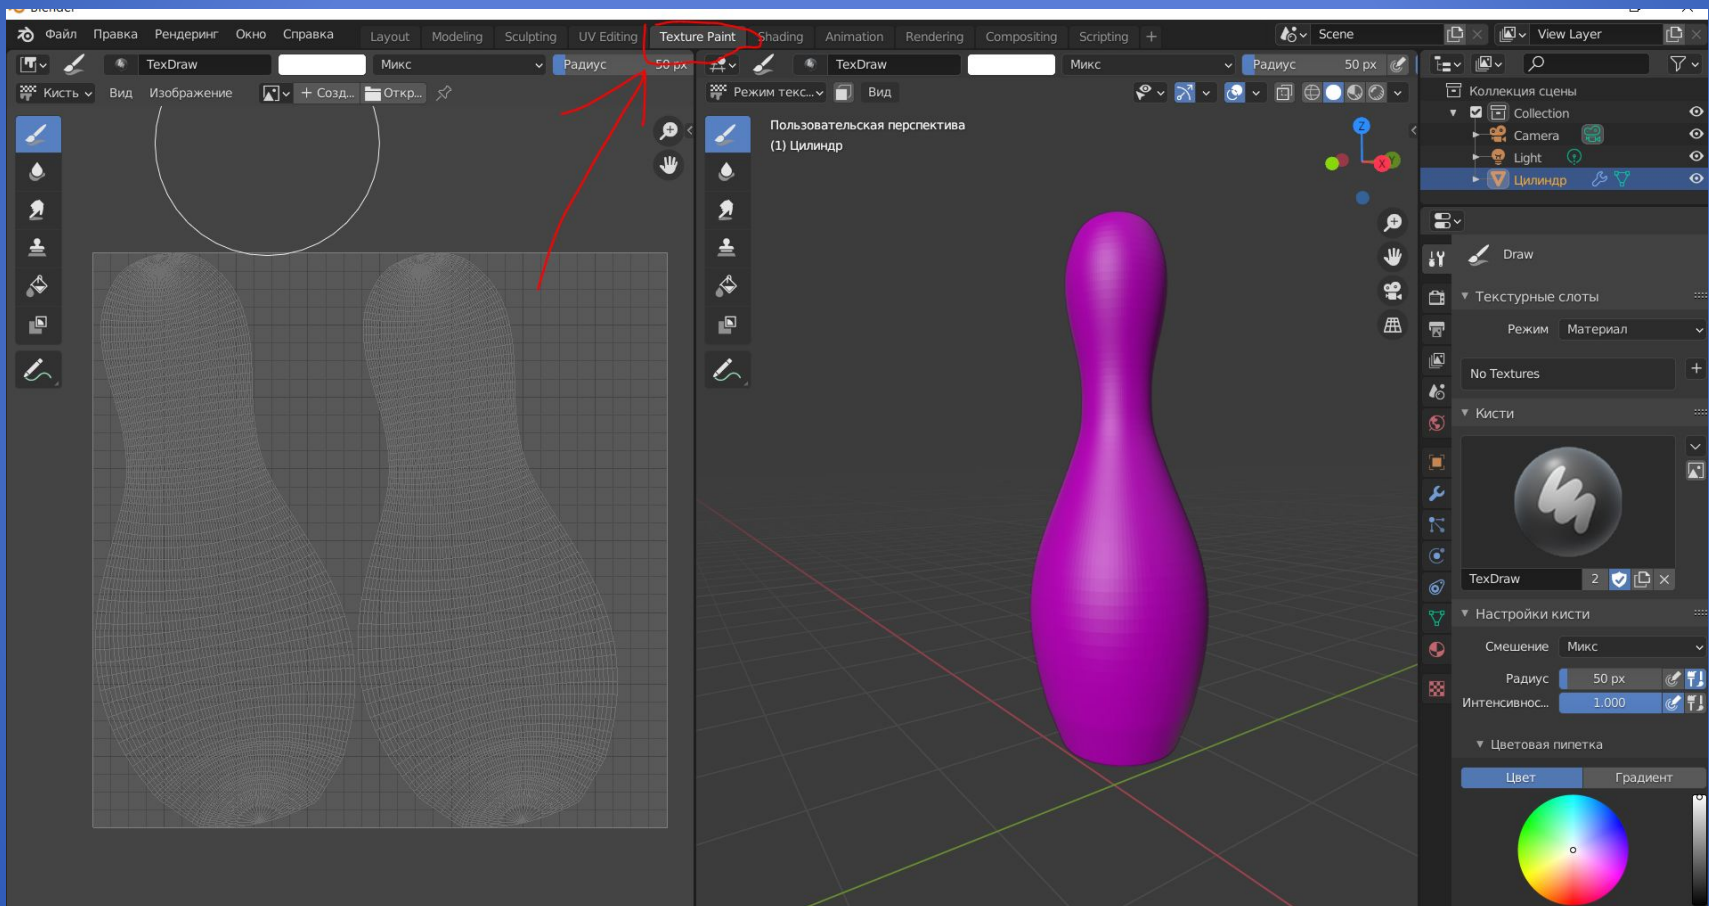 Blender
Файл Правка Рендеринг Окно Справка Layout Modeling Sculpting UV Editing Texture Paint Shading Animation Rendering Compositing Scripting + Scene View Layer
TexDraw Микс Радиус 50 px TexDraw Микс Радиус 50 px
Кисть Вид Изображение + Созд... Откр... Режим текс... Вид
Пользовательская перспектива
(1) Цилиндр
Z
X
Y
Коллекция сцены
Collection
Camera
Light
Цилиндр
Draw
Текстурные слоты
Режим Материал
No Textures
Кисти
TexDraw 2
Настройки кисти
Смешение Микс
Радиус 50 px
Интенсивнос... 1.000
Цветовая пипетка
Цвет Градиент